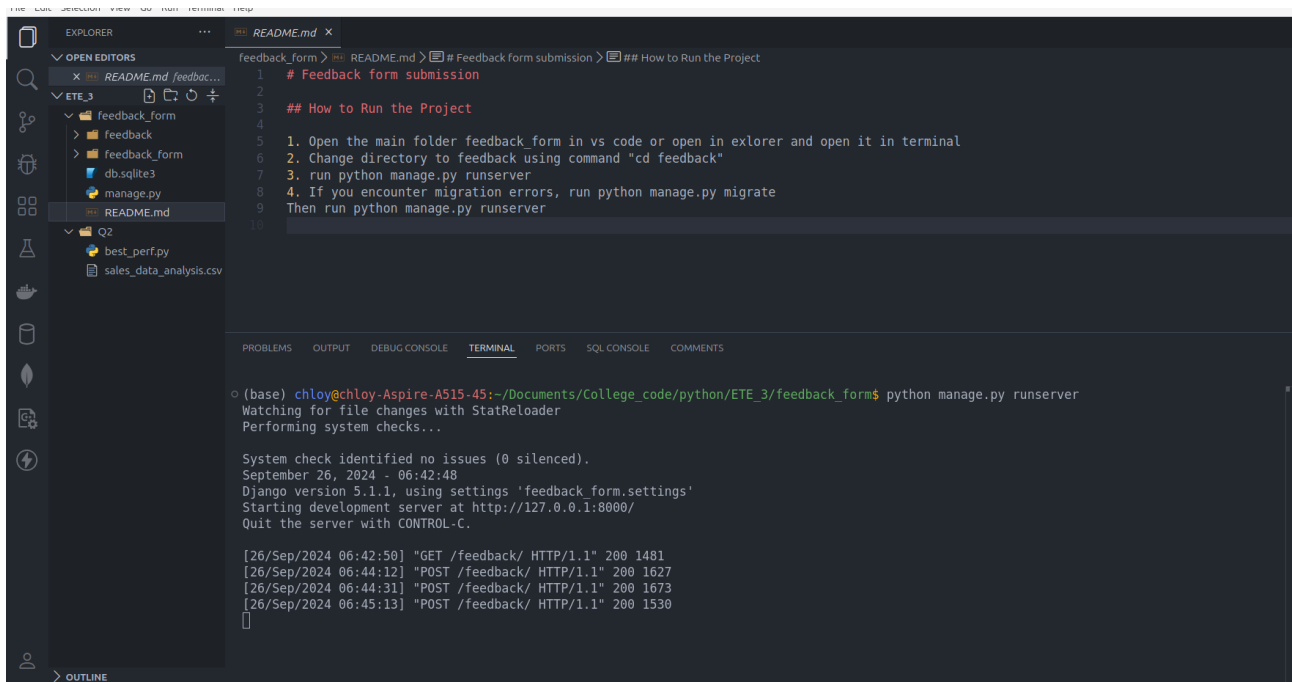 File Edit Selection View Go Run Terminal Help
EXPLORER
README.md
OPEN EDITORS
README.md feedbac...
ETE_3
feedback_form
feedback
feedback_form
db.sqlite3
manage.py
README.md
Q2
best_perf.py
sales_data_analysis.csv
OUTLINE
feedback_form > README.md > # Feedback form submission > ## How to Run the Project
1 # Feedback form submission
2
3 ## How to Run the Project
4
5 1. Open the main folder feedback_form in vs code or open in exlorer and open it in terminal
6 2. Change directory to feedback using command "cd feedback"
7 3. run python manage.py runserver
8 4. If you encounter migration errors, run python manage.py migrate
9 Then run python manage.py runserver
10
PROBLEMS OUTPUT DEBUG CONSOLE TERMINAL PORTS SQL CONSOLE COMMENTS
(base) chloy@chloy-Aspire-A515-45:~/Documents/College_code/python/ETE_3/feedback_form$ python manage.py runserver
Watching for file changes with StatReloader
Performing system checks...
System check identified no issues (0 silenced).
September 26, 2024 - 06:42:48
Django version 5.1.1, using settings 'feedback_form.settings'
Starting development server at http://127.0.0.1:8000/
Quit the server with CONTROL-C.
[26/Sep/2024 06:42:50] "GET /feedback/ HTTP/1.1" 200 1481
[26/Sep/2024 06:44:12] "POST /feedback/ HTTP/1.1" 200 1627
[26/Sep/2024 06:44:31] "POST /feedback/ HTTP/1.1" 200 1673
[26/Sep/2024 06:45:13] "POST /feedback/ HTTP/1.1" 200 1530